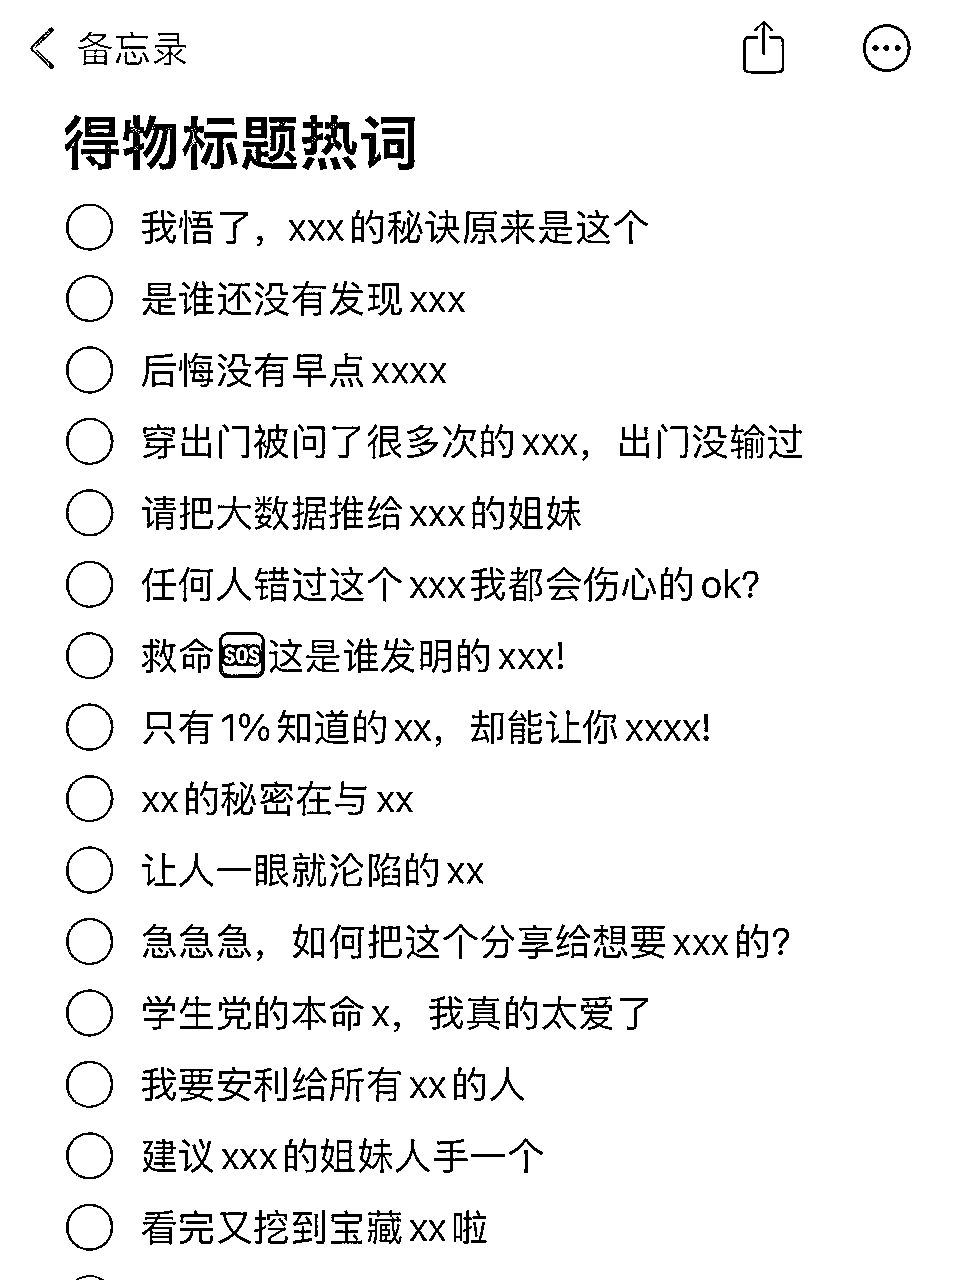 备忘录
得物标题热词
我悟了，xxx的秘诀原来是这个
是谁还没有发现xxx
后悔没有早点xxxx
穿出门被问了很多次的xxx，出门没输过
请把大数据推给xxx的姐妹
任何人错过这个xxx我都会伤心的ok?
救命🆘这是谁发明的xxx!
只有1%知道的xx，却能让你xxxx!
xx的秘密在与xx
让人一眼就沦陷的xx
急急急，如何把这个分享给想要xxx的?
学生党的本命x，我真的太爱了
我要安利给所有xx的人
建议xxx的姐妹人手一个
看完又挖到宝藏xx啦